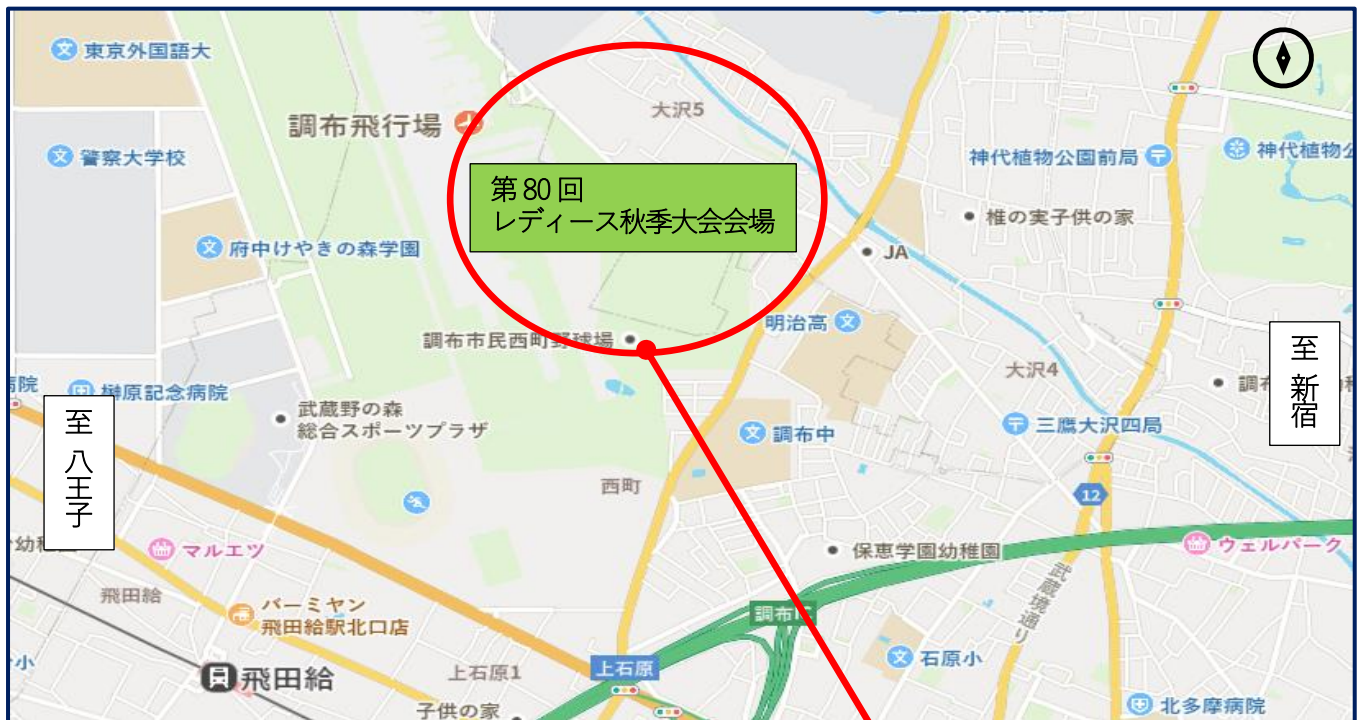 東京外国語大
大沢5
調布飛行場
警察大学校
神代植物公園前局
神代植物公
第80回
レディース秋季大会会場
椎の実子供の家
府中けやきの森学園
JA
明治高
調布市民西町野球場
至 新宿
大沢4
病院
榊原記念病院
調布
至 八王子
武蔵野の森
総合スポーツプラザ
調布中
三鷹大沢四局
西町
12
幼稚
マルエツ
保恵学園幼稚園
ウェルパーク
飛田給
バーミヤン
飛田給駅北口店
武蔵境通り
調布IC
石原小
小
飛田給
上石原1
上石原
子供の家
北多摩病院